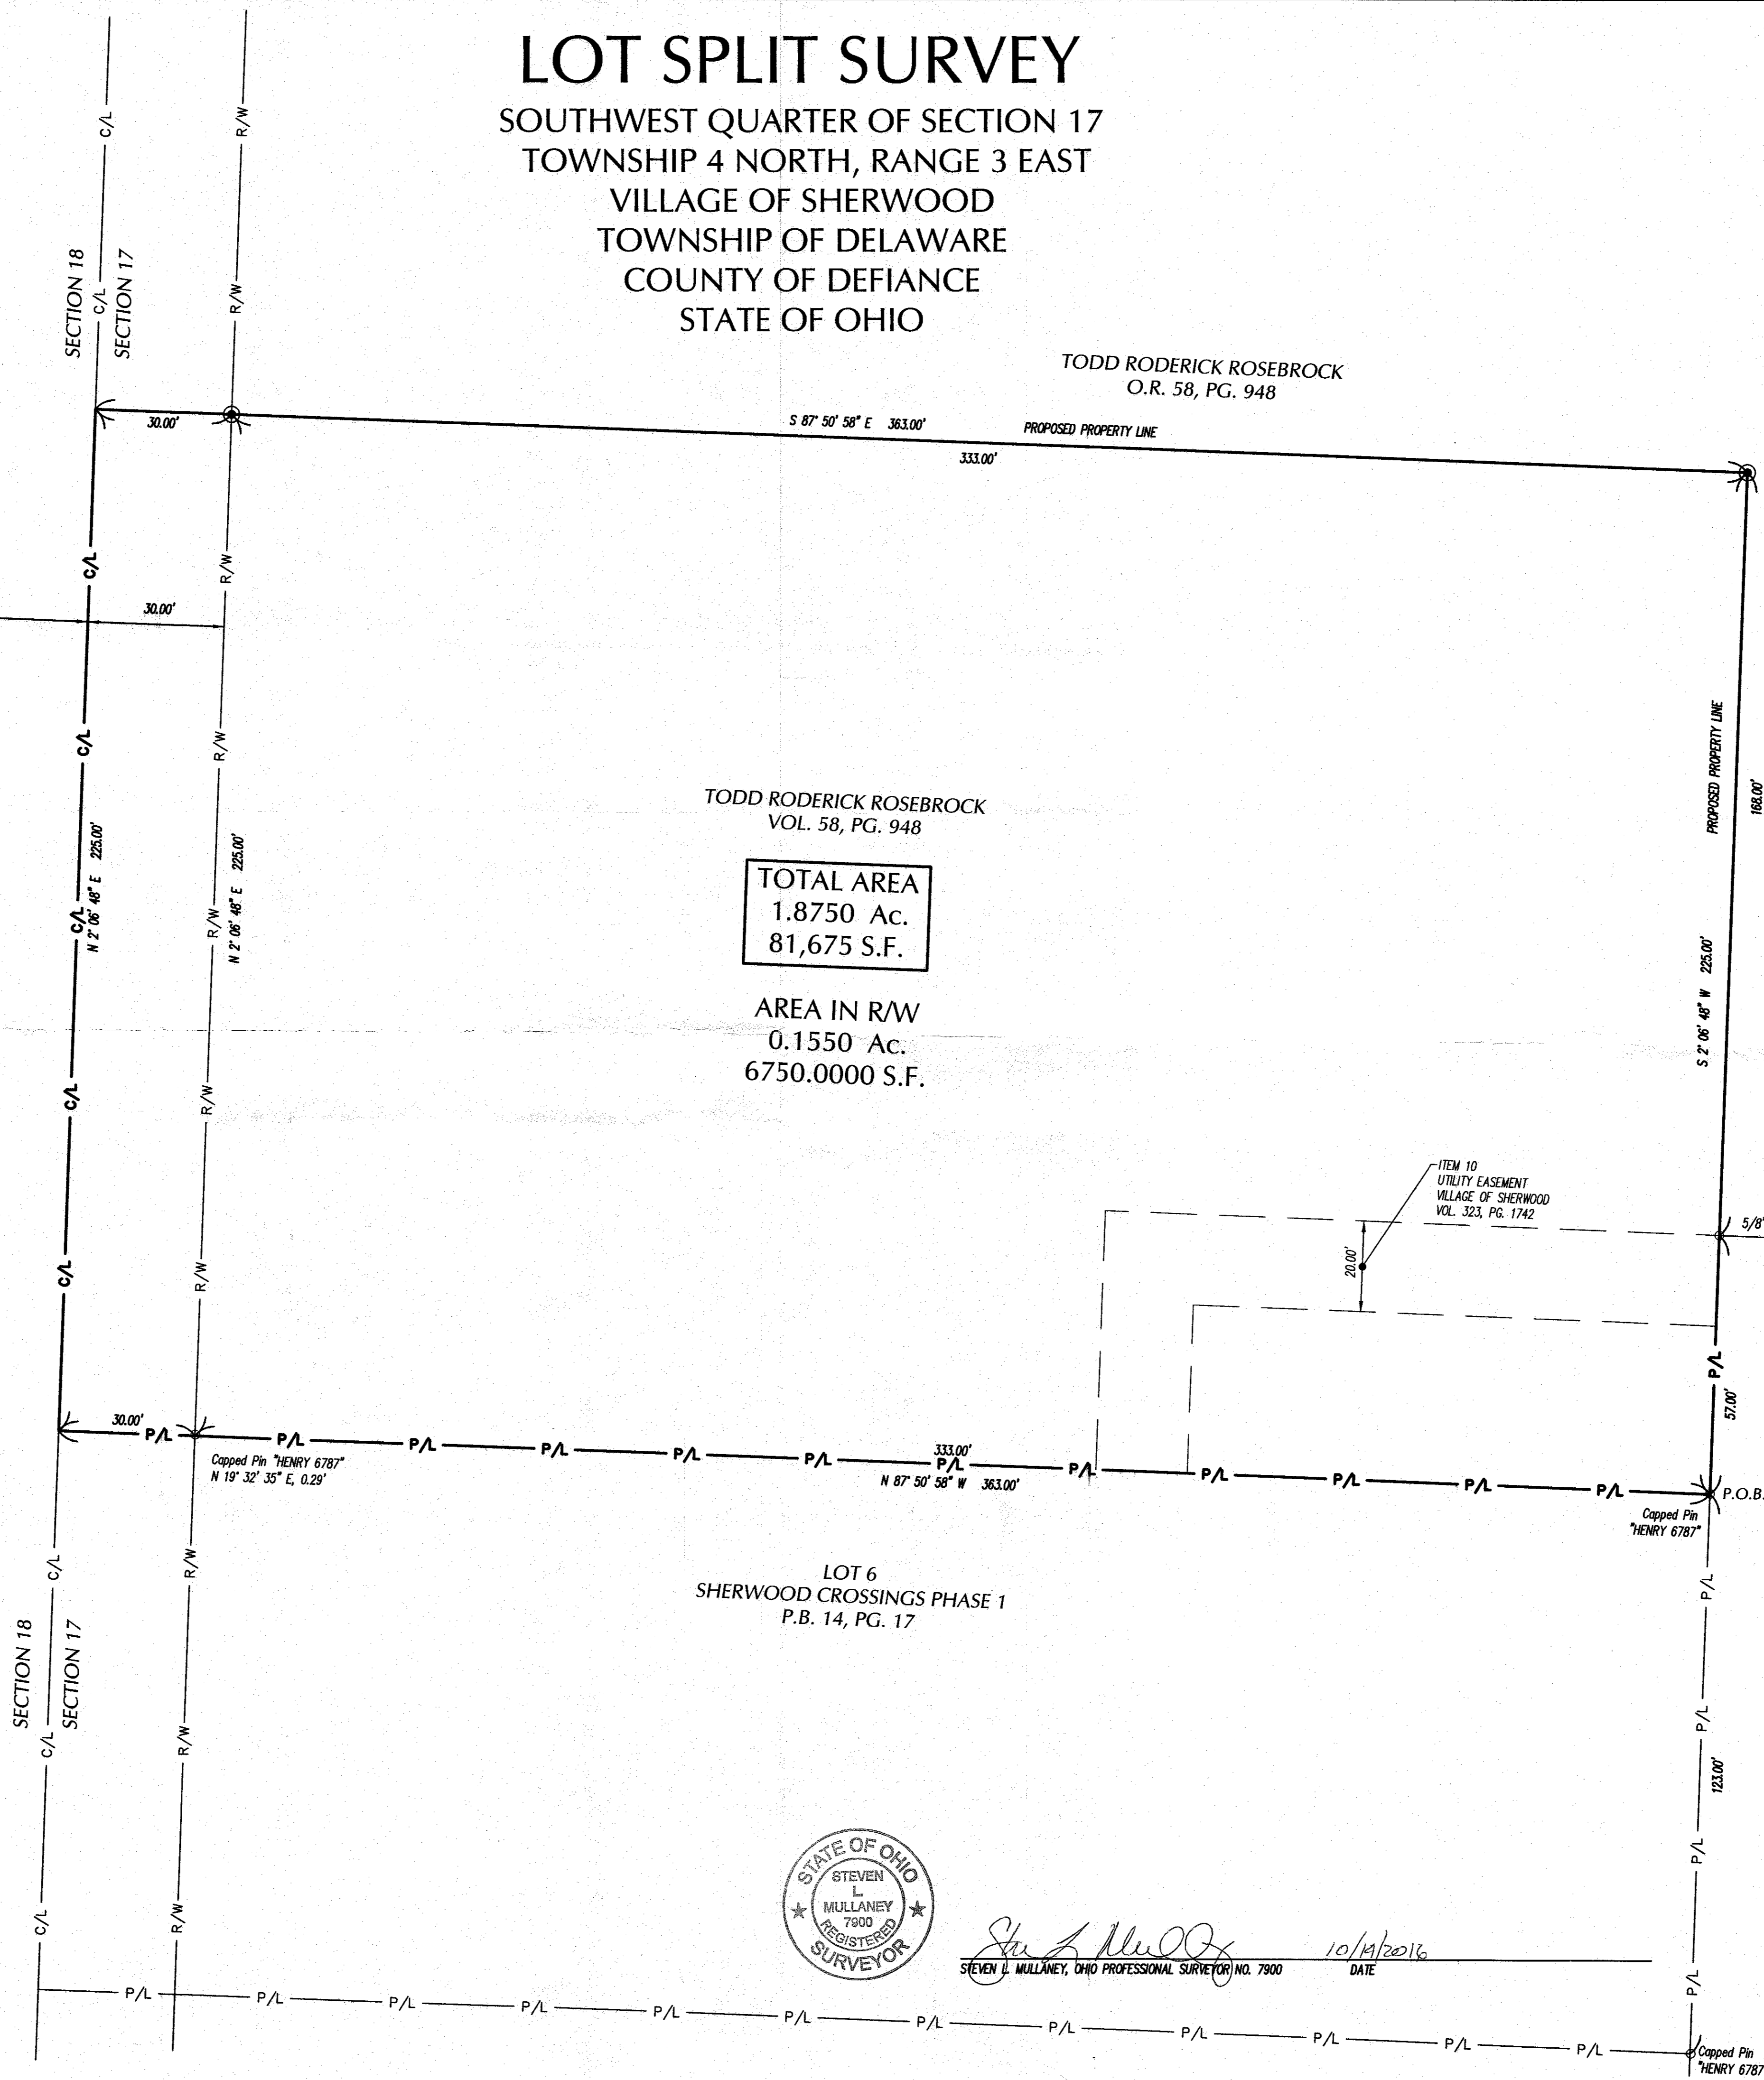 LOT SPLIT SURVEY
SOUTHWEST QUARTER OF SECTION 17
TOWNSHIP 4 NORTH, RANGE 3 EAST
VILLAGE OF SHERWOOD
TOWNSHIP OF DELAWARE
COUNTY OF DEFIANCE
STATE OF OHIO
C/L
R/W
SECTION 18
C/L
SECTION 17
R/W
TODD RODERICK ROSEBROCK
O.R. 58, PG. 948
30.00'
S 87° 50' 58" E 363.00'
PROPOSED PROPERTY LINE
333.00'
C/L
R/W
30.00'
C/L
R/W
PROPOSED PROPERTY LINE
168.00'
TODD RODERICK ROSEBROCK
VOL. 58, PG. 948
N 2° 06' 48" E 225.00'
C/L
R/W
N 2° 06' 48" E 225.00'
TOTAL AREA
1.8750 Ac.
81,675 S.F.
AREA IN R/W
0.1550 Ac.
6750.0000 S.F.
S 2° 06' 48" W 225.00'
C/L
R/W
ITEM 10
UTILITY EASEMENT
VILLAGE OF SHERWOOD
VOL. 323, PG. 1742
5/8"
20.00'
C/L
R/W
P/L
57.00'
30.00'
P/L P/L P/L P/L P/L P/L P/L P/L P/L P/L P/L P/L
333.00'
N 87° 50' 58" W 363.00'
Capped Pin "HENRY 6787"
N 19° 32' 35" E, 0.29'
P.O.B.
Capped Pin
"HENRY 6787"
C/L
R/W
P/L
LOT 6
SHERWOOD CROSSINGS PHASE 1
P.B. 14, PG. 17
SECTION 18
SECTION 17
C/L
R/W
P/L
123.00'
P/L
STATE OF OHIO
STEVEN
L.
MULLANEY
7900
REGISTERED
SURVEYOR
C/L
R/W
10/19/2016
STEVEN L. MULLANEY, OHIO PROFESSIONAL SURVEYOR NO. 7900
DATE
P/L
P/L P/L P/L P/L P/L P/L P/L P/L P/L P/L P/L P/L
Capped Pin
"HENRY 6787